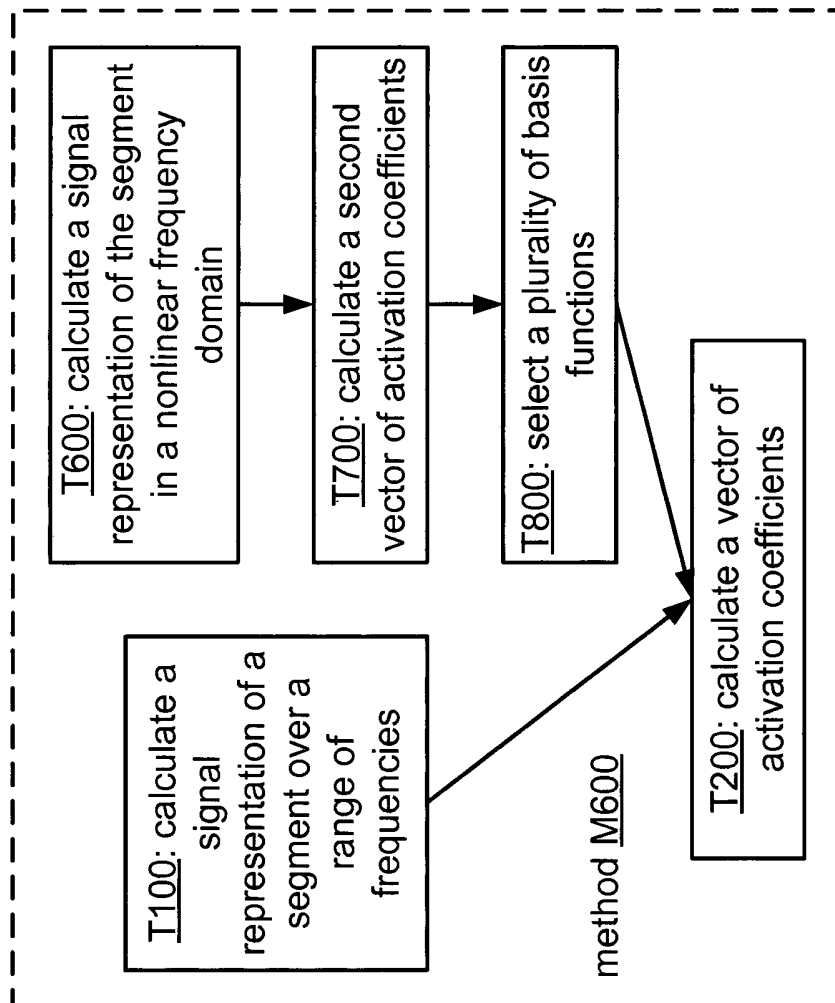 T100: calculate a
signal
representation of a
segment over a
range of
frequencies
T600: calculate a signal
representation of the segment
in a nonlinear frequency
domain
T700: calculate a second
vector of activation coefficients
T800: select a plurality of basis
functions
method M600
T200: calculate a vector of
activation coefficients